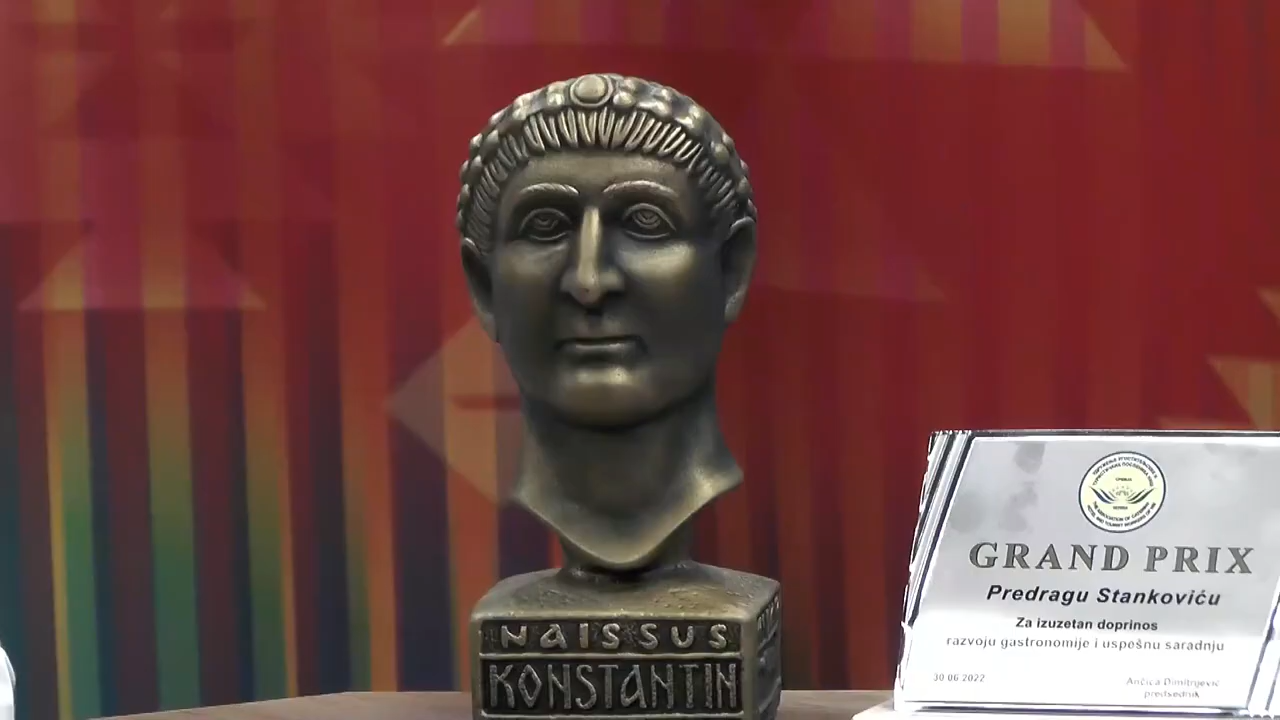 NAISSUS
KONSTANTIN
СРБИЈА
GRAND PRIX
Predragu Stankoviću
Za izuzetan doprinos
razvoju gastronomije i uspešnu saradnju
30.06.2022
Ančica Dimitrijević
predsednik